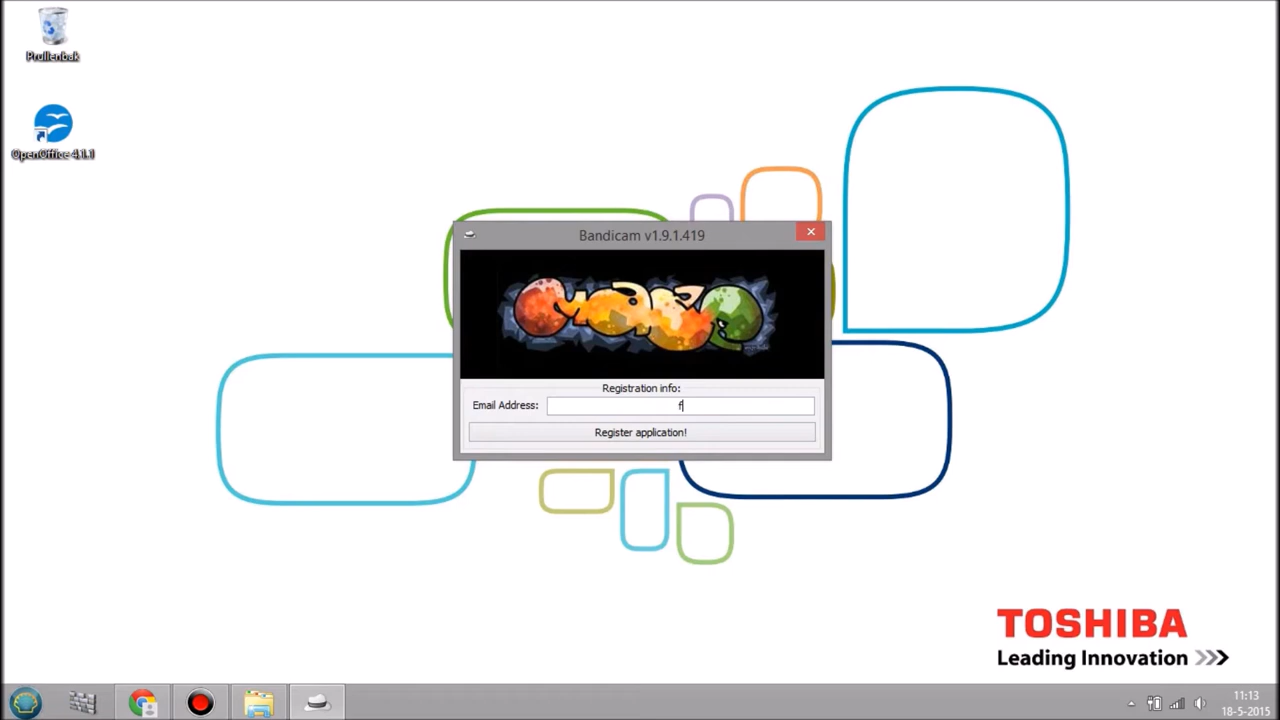 Prullenbak
OpenOffice 4.1.1
Bandicam v1.9.1.419
Registration info:
Email Address:
f
Register application!
TOSHIBA
Leading Innovation
11:13
18-5-2015